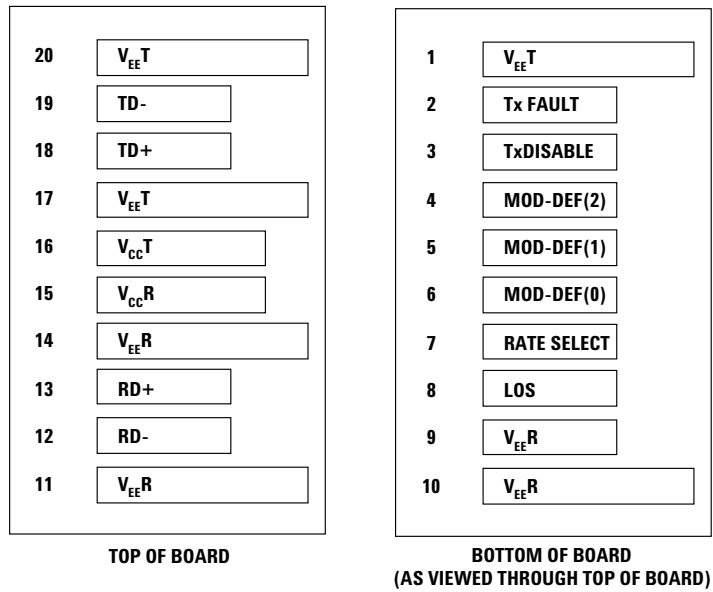 20 VEET
19 TD-
18 TD+
17 VEET
16 VCCT
15 VCCR
14 VEER
13 RD+
12 RD-
11 VEER
TOP OF BOARD
1 VEET
2 Tx FAULT
3 TxDISABLE
4 MOD-DEF(2)
5 MOD-DEF(1)
6 MOD-DEF(0)
7 RATE SELECT
8 LOS
9 VEER
10 VEER
BOTTOM OF BOARD
(AS VIEWED THROUGH TOP OF BOARD)